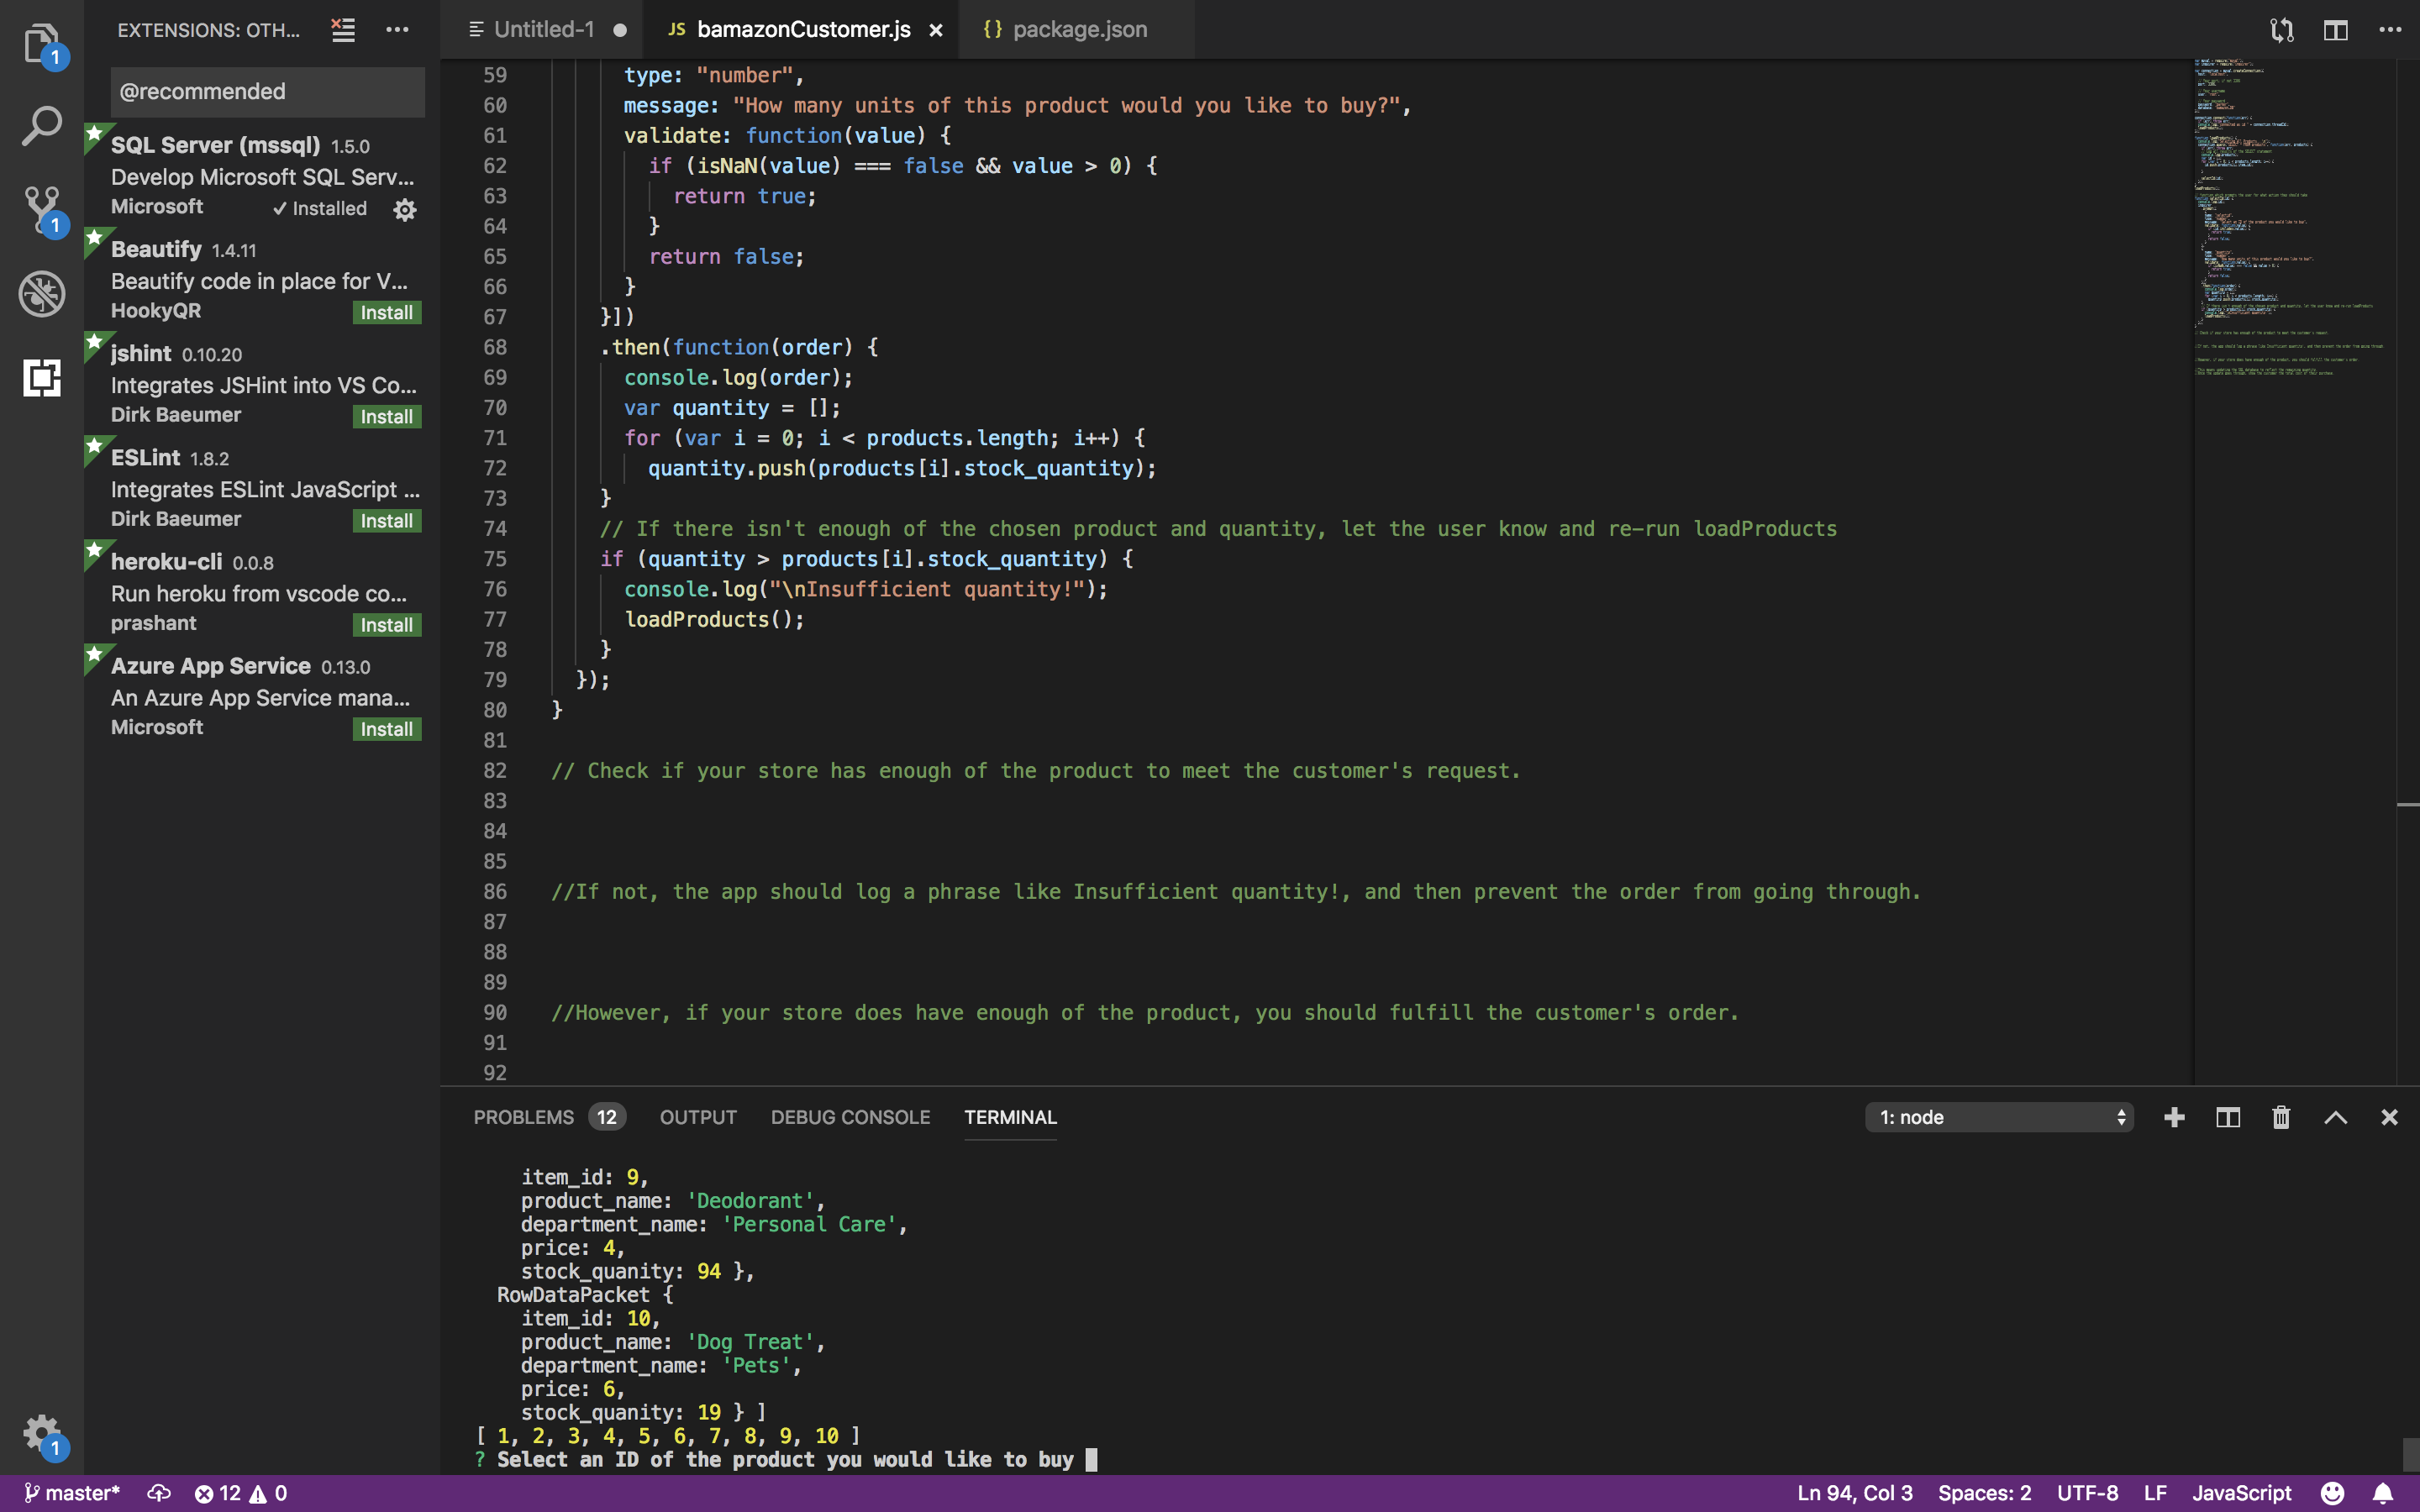 EXTENSIONS: OTH...
@recommended
SQL Server (mssql) 1.5.0
Develop Microsoft SQL Serv...
Microsoft ✓ Installed
Beautify 1.4.11
Beautify code in place for V...
HookyQR Install
jshint 0.10.20
Integrates JSHint into VS Co...
Dirk Baeumer Install
ESLint 1.8.2
Integrates ESLint JavaScript ...
Dirk Baeumer Install
heroku-cli 0.0.8
Run heroku from vscode co...
prashant Install
Azure App Service 0.13.0
An Azure App Service mana...
Microsoft Install
1
1
1
Untitled-1 JS bamazonCustomer.js {} package.json
59 type: "number",
60 message: "How many units of this product would you like to buy?",
61 validate: function(value) {
62 if (isNaN(value) === false && value > 0) {
63 return true;
64 }
65 return false;
66 }
67 }])
68 .then(function(order) {
69 console.log(order);
70 var quantity = [];
71 for (var i = 0; i < products.length; i++) {
72 quantity.push(products[i].stock_quantity);
73 }
74 // If there isn't enough of the chosen product and quantity, let the user know and re-run loadProducts
75 if (quantity > products[i].stock_quantity) {
76 console.log("\nInsufficient quantity!");
77 loadProducts();
78 }
79 });
80 }
81
82 // Check if your store has enough of the product to meet the customer's request.
83
84
85
86 //If not, the app should log a phrase like Insufficient quantity!, and then prevent the order from going through.
87
88
89
90 //However, if your store does have enough of the product, you should fulfill the customer's order.
91
92
PROBLEMS 12 OUTPUT DEBUG CONSOLE TERMINAL 1: node
item_id: 9,
product_name: 'Deodorant',
department_name: 'Personal Care',
price: 4,
stock_quanity: 94 },
RowDataPacket {
item_id: 10,
product_name: 'Dog Treat',
department_name: 'Pets',
price: 6,
stock_quanity: 19 } ]
[ 1, 2, 3, 4, 5, 6, 7, 8, 9, 10 ]
? Select an ID of the product you would like to buy
master* 12 0 Ln 94, Col 3 Spaces: 2 UTF-8 LF JavaScript